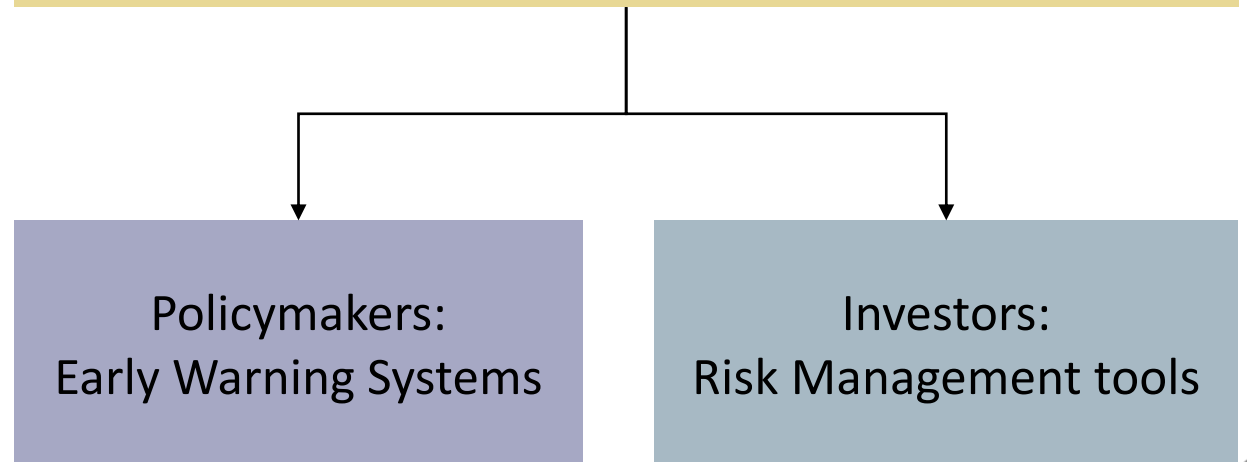 Policymakers:
Early Warning Systems
Investors:
Risk Management tools